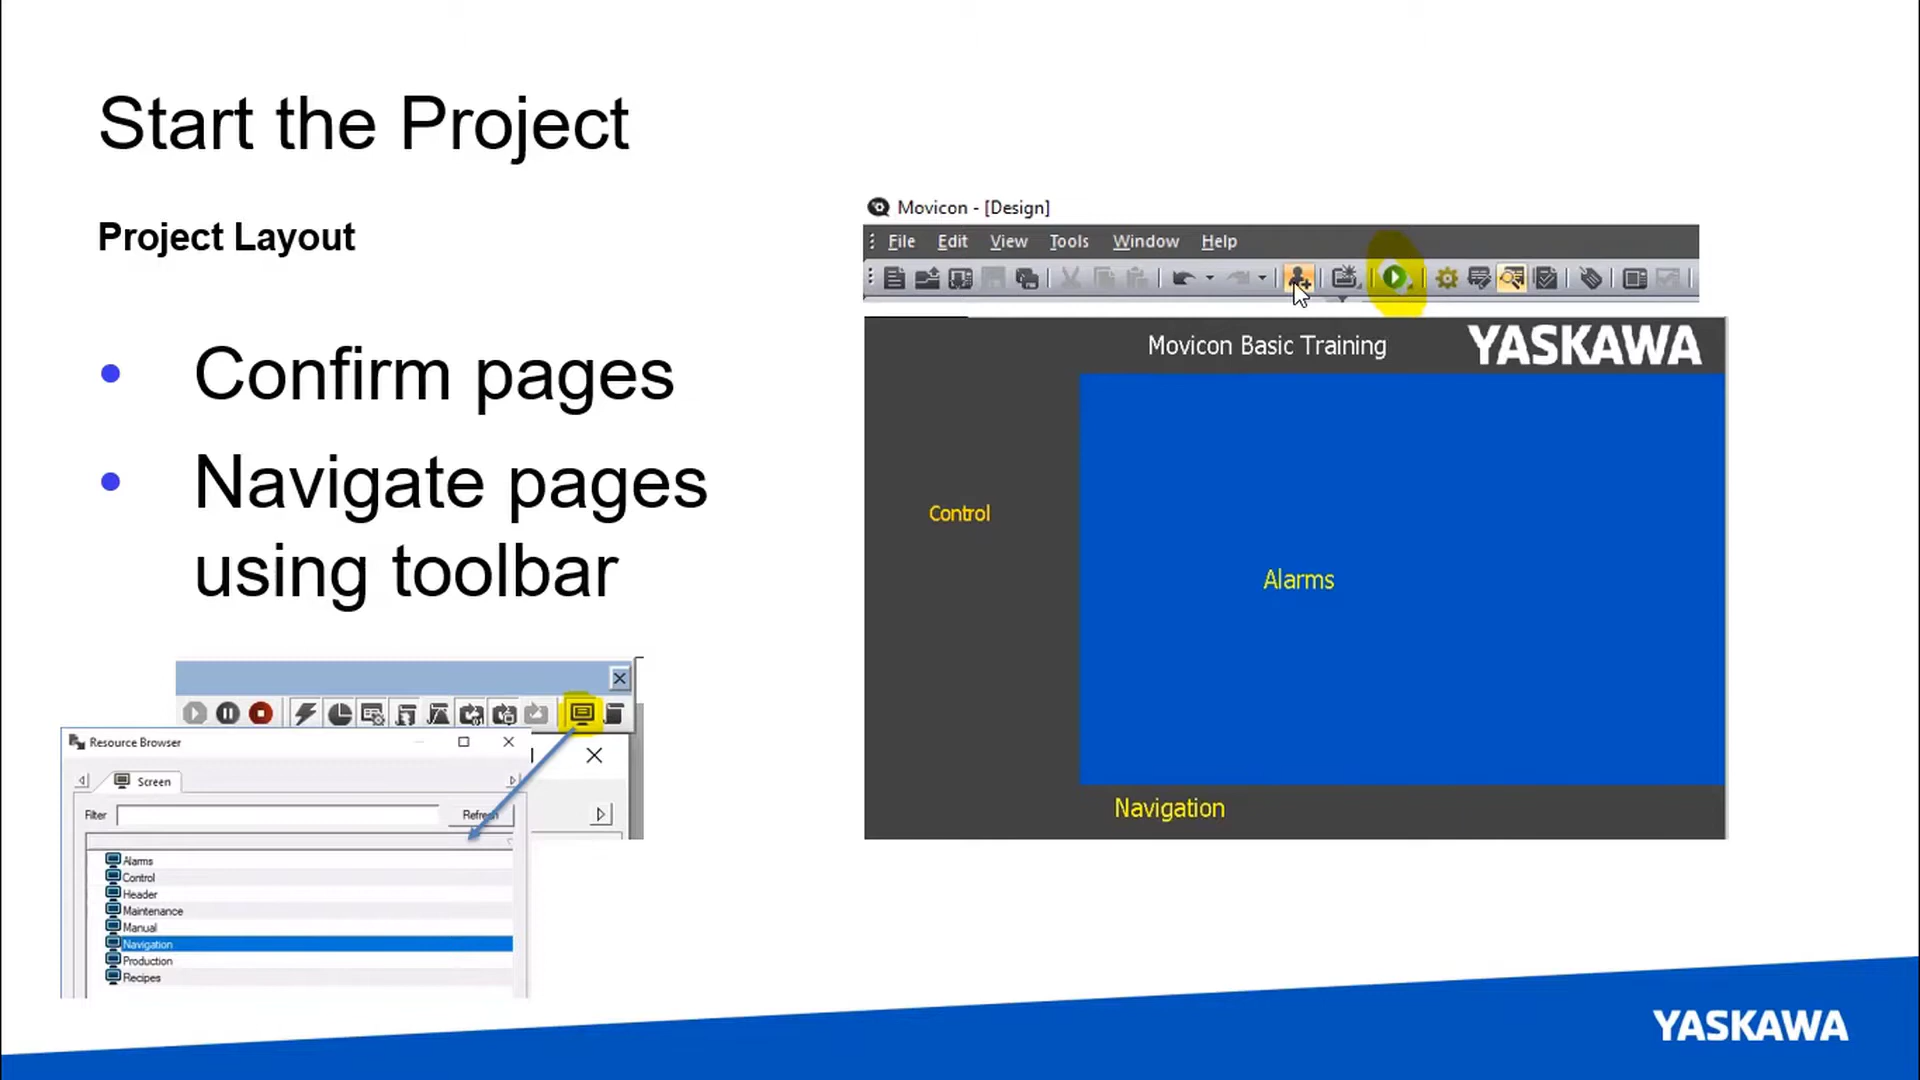 Start the Project
Project Layout
• Confirm pages
• Navigate pages
using toolbar
Movicon - [Design]
File Edit View Tools Window Help
Movicon Basic Training
YASKAWA
Control
Alarms
Navigation
Resource Browser
Screen
Filter
Alarms
Control
Header
Maintenance
Manual
Navigation
Production
Recipes
YASKAWA